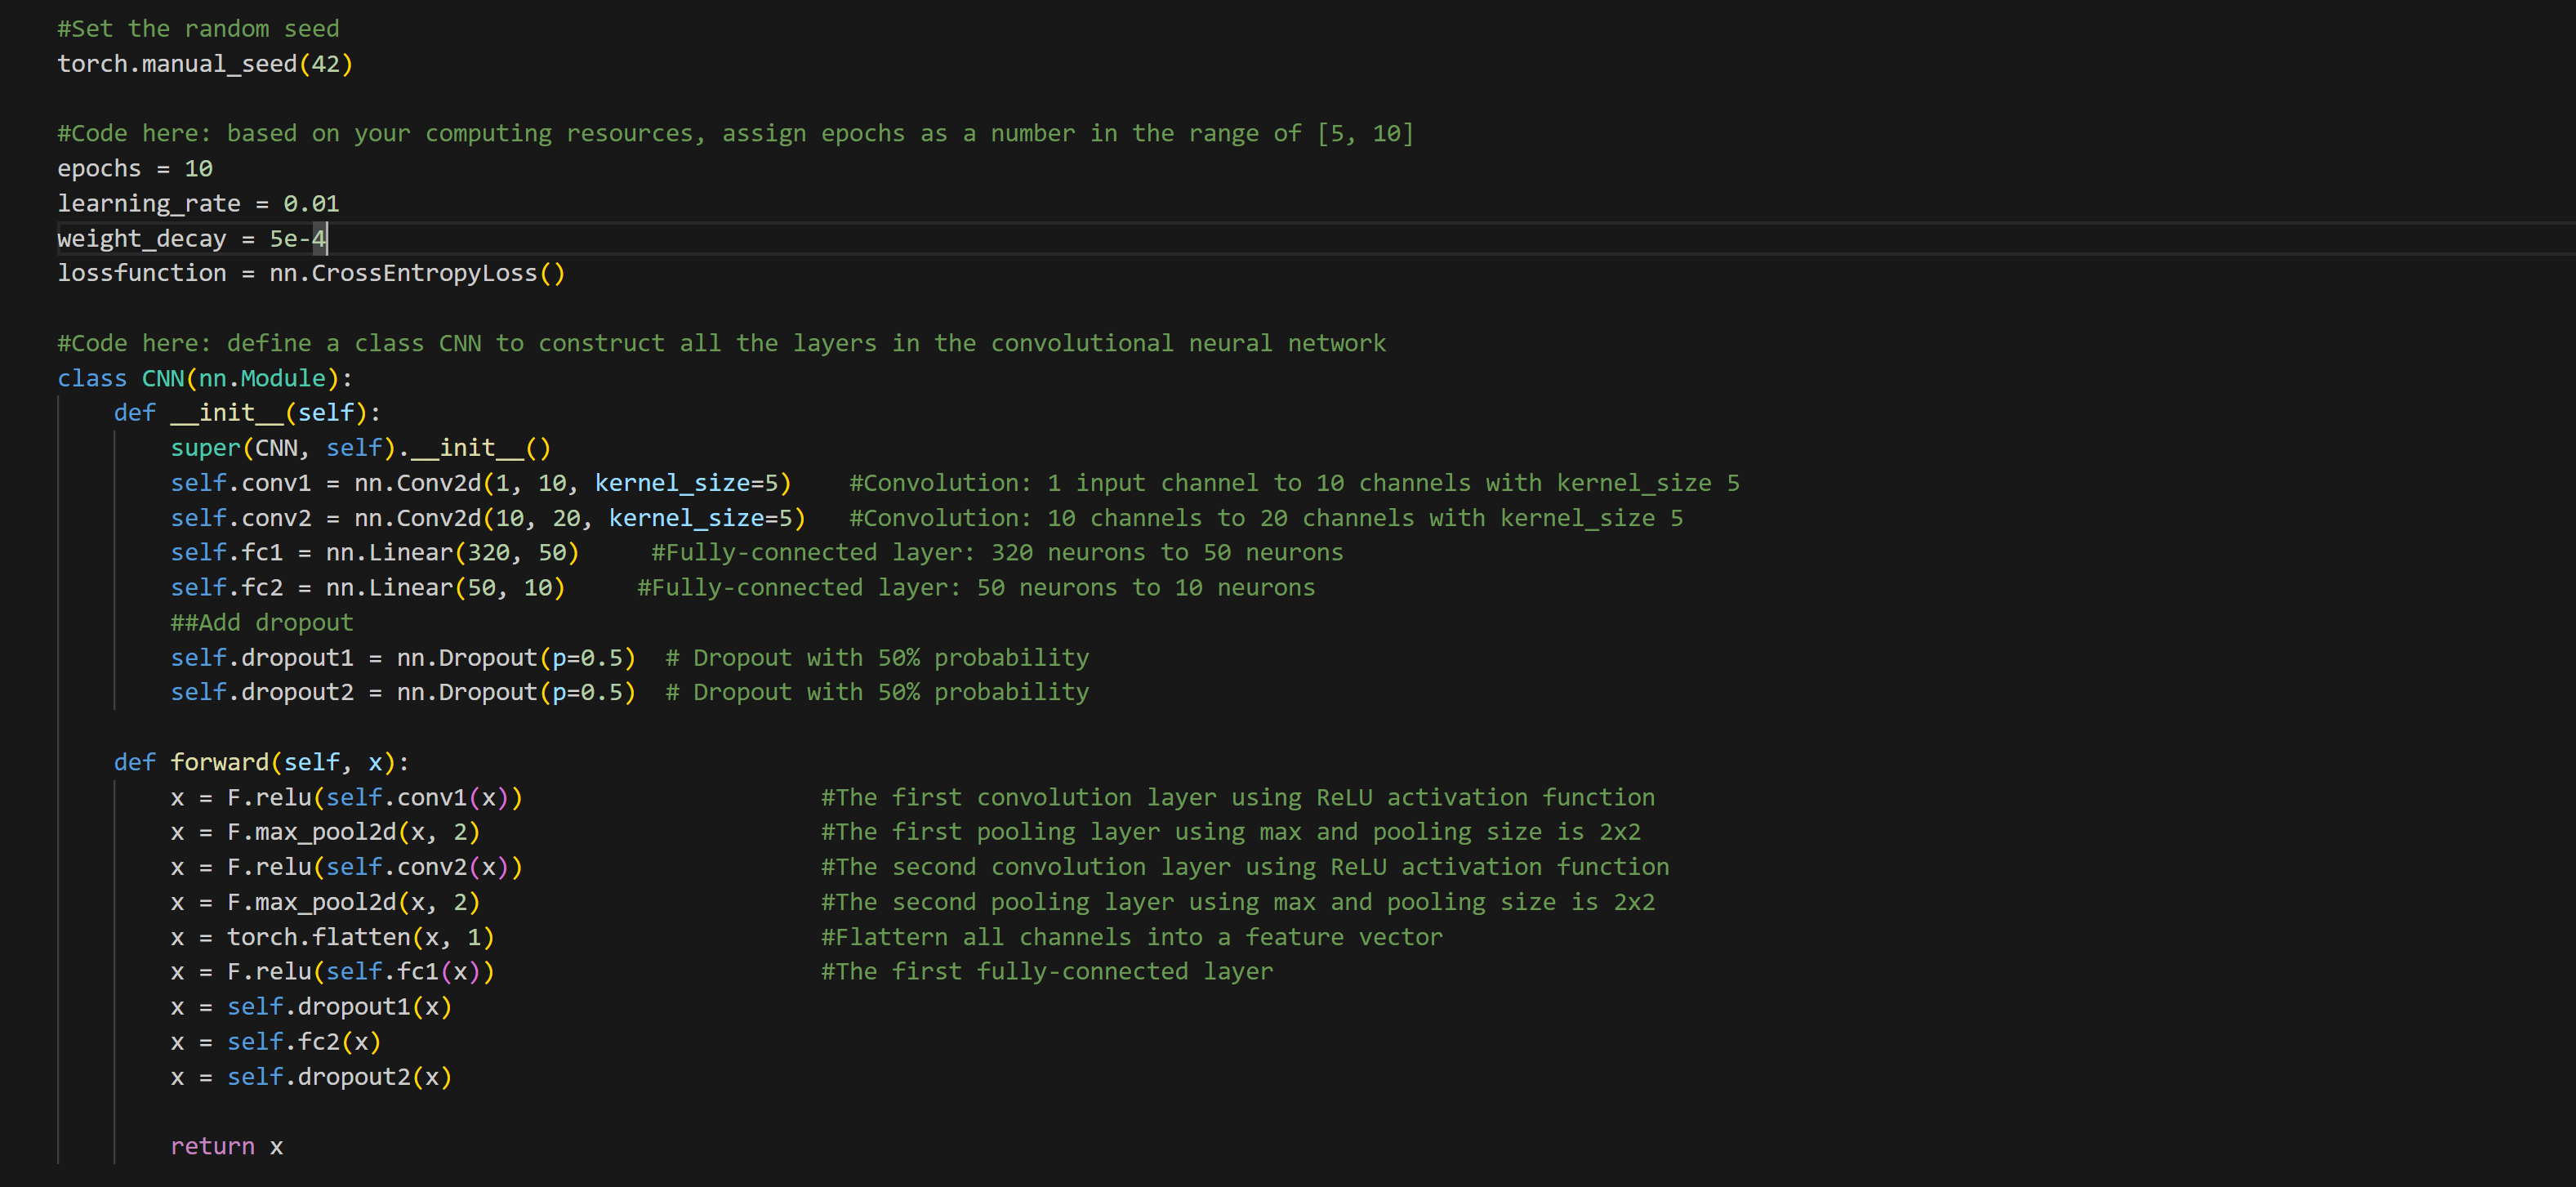 #Set the random seed
torch.manual_seed(42)
#Code here: based on your computing resources, assign epochs as a number in the range of [5, 10]
epochs = 10
learning_rate = 0.01
weight_decay = 5e-4
lossfunction = nn.CrossEntropyLoss()
#Code here: define a class CNN to construct all the layers in the convolutional neural network
class CNN(nn.Module):
    def __init__(self):
        super(CNN, self).__init__()
        self.conv1 = nn.Conv2d(1, 10, kernel_size=5)    #Convolution: 1 input channel to 10 channels with kernel_size 5
        self.conv2 = nn.Conv2d(10, 20, kernel_size=5)   #Convolution: 10 channels to 20 channels with kernel_size 5
        self.fc1 = nn.Linear(320, 50)     #Fully-connected layer: 320 neurons to 50 neurons
        self.fc2 = nn.Linear(50, 10)     #Fully-connected layer: 50 neurons to 10 neurons
        ##Add dropout
        self.dropout1 = nn.Dropout(p=0.5)  # Dropout with 50% probability
        self.dropout2 = nn.Dropout(p=0.5)  # Dropout with 50% probability
    def forward(self, x):
        x = F.relu(self.conv1(x))                     #The first convolution layer using ReLU activation function
        x = F.max_pool2d(x, 2)                        #The first pooling layer using max and pooling size is 2x2
        x = F.relu(self.conv2(x))                     #The second convolution layer using ReLU activation function
        x = F.max_pool2d(x, 2)                        #The second pooling layer using max and pooling size is 2x2
        x = torch.flatten(x, 1)                       #Flattern all channels into a feature vector
        x = F.relu(self.fc1(x))                       #The first fully-connected layer
        x = self.dropout1(x)
        x = self.fc2(x)
        x = self.dropout2(x)
        return x